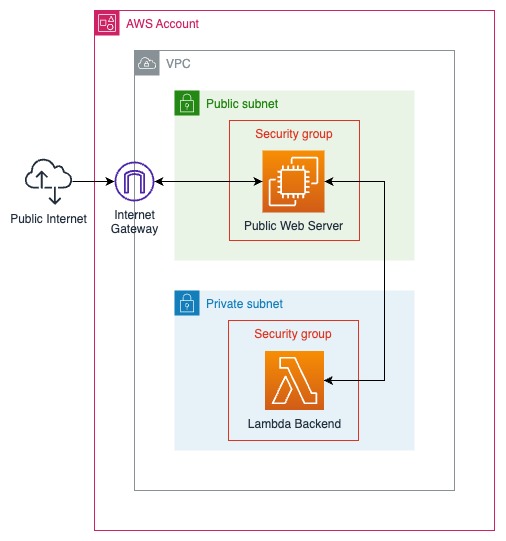 AWS Account
VPC
Public subnet
Security group
Public Web Server
Public Internet
Internet
Gateway
Private subnet
Security group
Lambda Backend